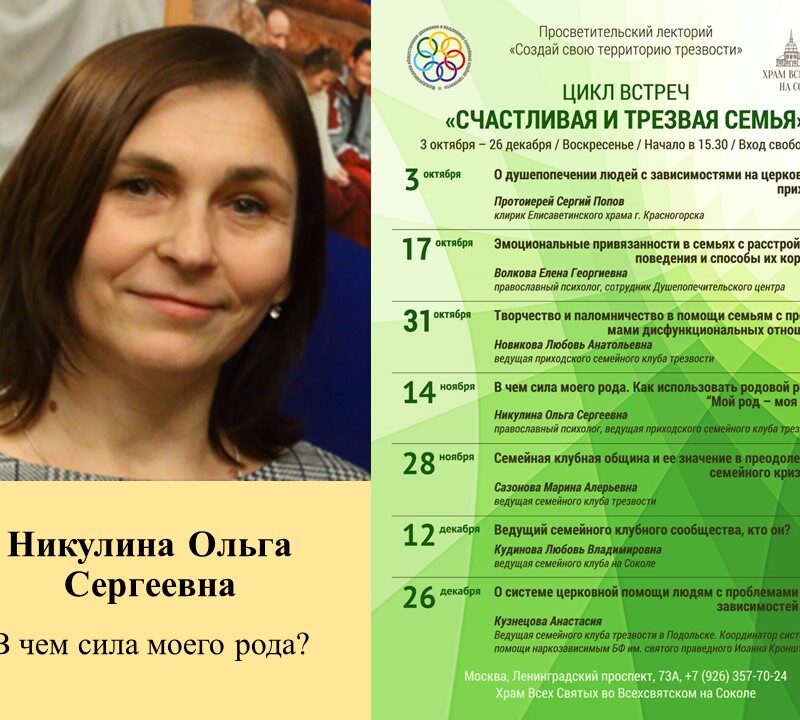 Никулина Ольга
Сергеевна
В чем сила моего рода?
Просветительский лекторий
«Создай свою территорию трезвости»
ХРАМ
НА
ЦИКЛ ВСТРЕЧ
«СЧАСТЛИВАЯ И ТРЕЗВАЯ СЕМЬЯ»
3 октября – 26 декабря / Воскресенье / Начало в 15.30 / Вход
3 октября
О душепопечении людей с зависимостями на
Протоиерей Сергий Попов
клирик Елисаветинского храма г. Красногорска
17 октября
Эмоциональные привязанности в семьях с
поведения и способы их
Волкова Елена Георгиевна
православный психолог, сотрудник Душепопечительского центра
31 октября
Творчество и паломничество в помощи семьям с
мами дисфункциональных
Новикова Любовь Анатольевна
ведущая приходского семейного клуба трезвости
14 ноября
В чем сила моего рода. Как использовать родовой
“Мой род – моя
Никулина Ольга Сергеевна
православный психолог, ведущая приходского семейного клуба
28 ноября
Семейная клубная община и ее значение в
семейного
Сазонова Марина Алерьевна
ведущая семейного клуба трезвости
12 декабря
Ведущий семейного клубного сообщества, кто он?
Кудинова Любовь Владимировна
ведущая семейного клуба на Соколе
26 декабря
О системе церковной помощи людям с проблемами
зависимостей
Кузнецова Анастасия
Ведущая семейного клуба трезвости в Подольске. Координатор
помощи наркозависимым БФ им. святого праведного Иоанна
Москва, Ленинградский проспект, 73А, +7 (926) 357-70-24
Храм Всех Святых во Всехсвятском на Соколе